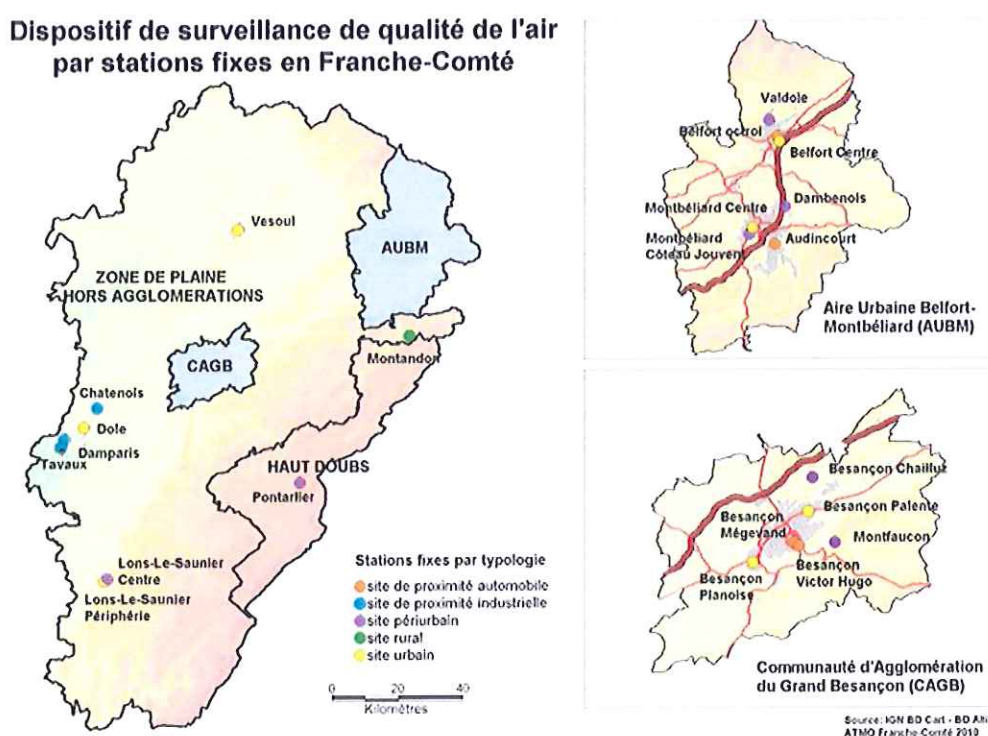 Dispositif de surveillance de qualité de l'air
par stations fixes en Franche-Comté
Vesoul
AUBM
ZONE DE PLAINE
HORS AGGLOMERATIONS
CAGB
Montandon
Chatenois
Dole
Damparis
Tavaux
HAUT DOUBS
Pontarlier
Lons-Le-Saunier
Centre
Lons-Le-Saunier
Périphérie
Stations fixes par typologie
site de proximité automobile
site de proximité industrielle
site périurbain
site rural
site urbain
0 20 40
Kilomètres
Valdoie
Belfort octroi
Belfort Centre
Dambenois
Montbéliard Centre
Montbéliard
Côteau Jouvent
Audincourt
Aire Urbaine Belfort-
Montbéliard (AUBM)
Besançon Chailluz
Besançon Palente
Besançon
Mégevand
Montfaucon
Besançon
Victor Hugo
Besançon
Planoise
Communauté d'Agglomération
du Grand Besançon (CAGB)
Source: IGN BD Cart - BD Alti
ATMO Franche-Comté 2010